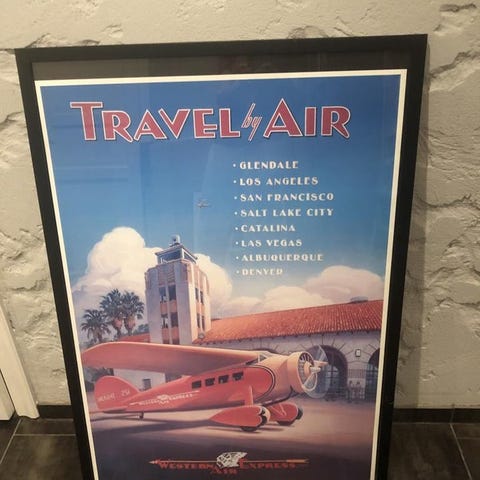 TRAVEL by AIR
• GLENDALE
• LOS ANGELES
• SAN FRANCISCO
• SALT LAKE CITY
• CATALINA
• LAS VEGAS
• ALBUQUERQUE
• DENVER
WESTERN AIR EXPRESS